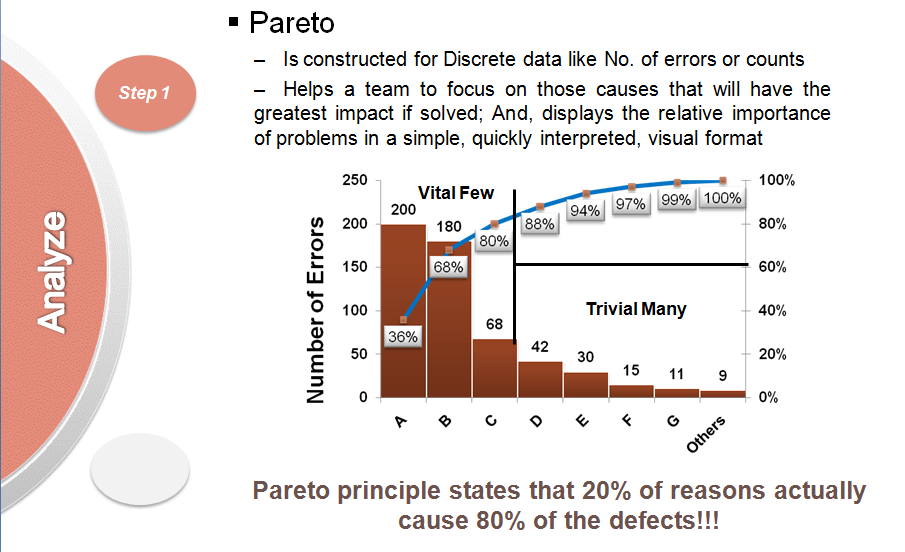 Pareto
– Is constructed for Discrete data like No. of errors or counts
– Helps a team to focus on those causes that will have the
greatest impact if solved; And, displays the relative importance
of problems in a simple, quickly interpreted, visual format
Step 1
Analyze
Number of Errors
250
200
150
100
50
0
Vital Few
200
180
68
42
30
15
11
9
36%
68%
80%
88%
94%
97%
99%
100%
Trivial Many
100%
80%
60%
40%
20%
0%
A
B
C
D
E
F
G
Others
Pareto principle states that 20% of reasons actually
cause 80% of the defects!!!